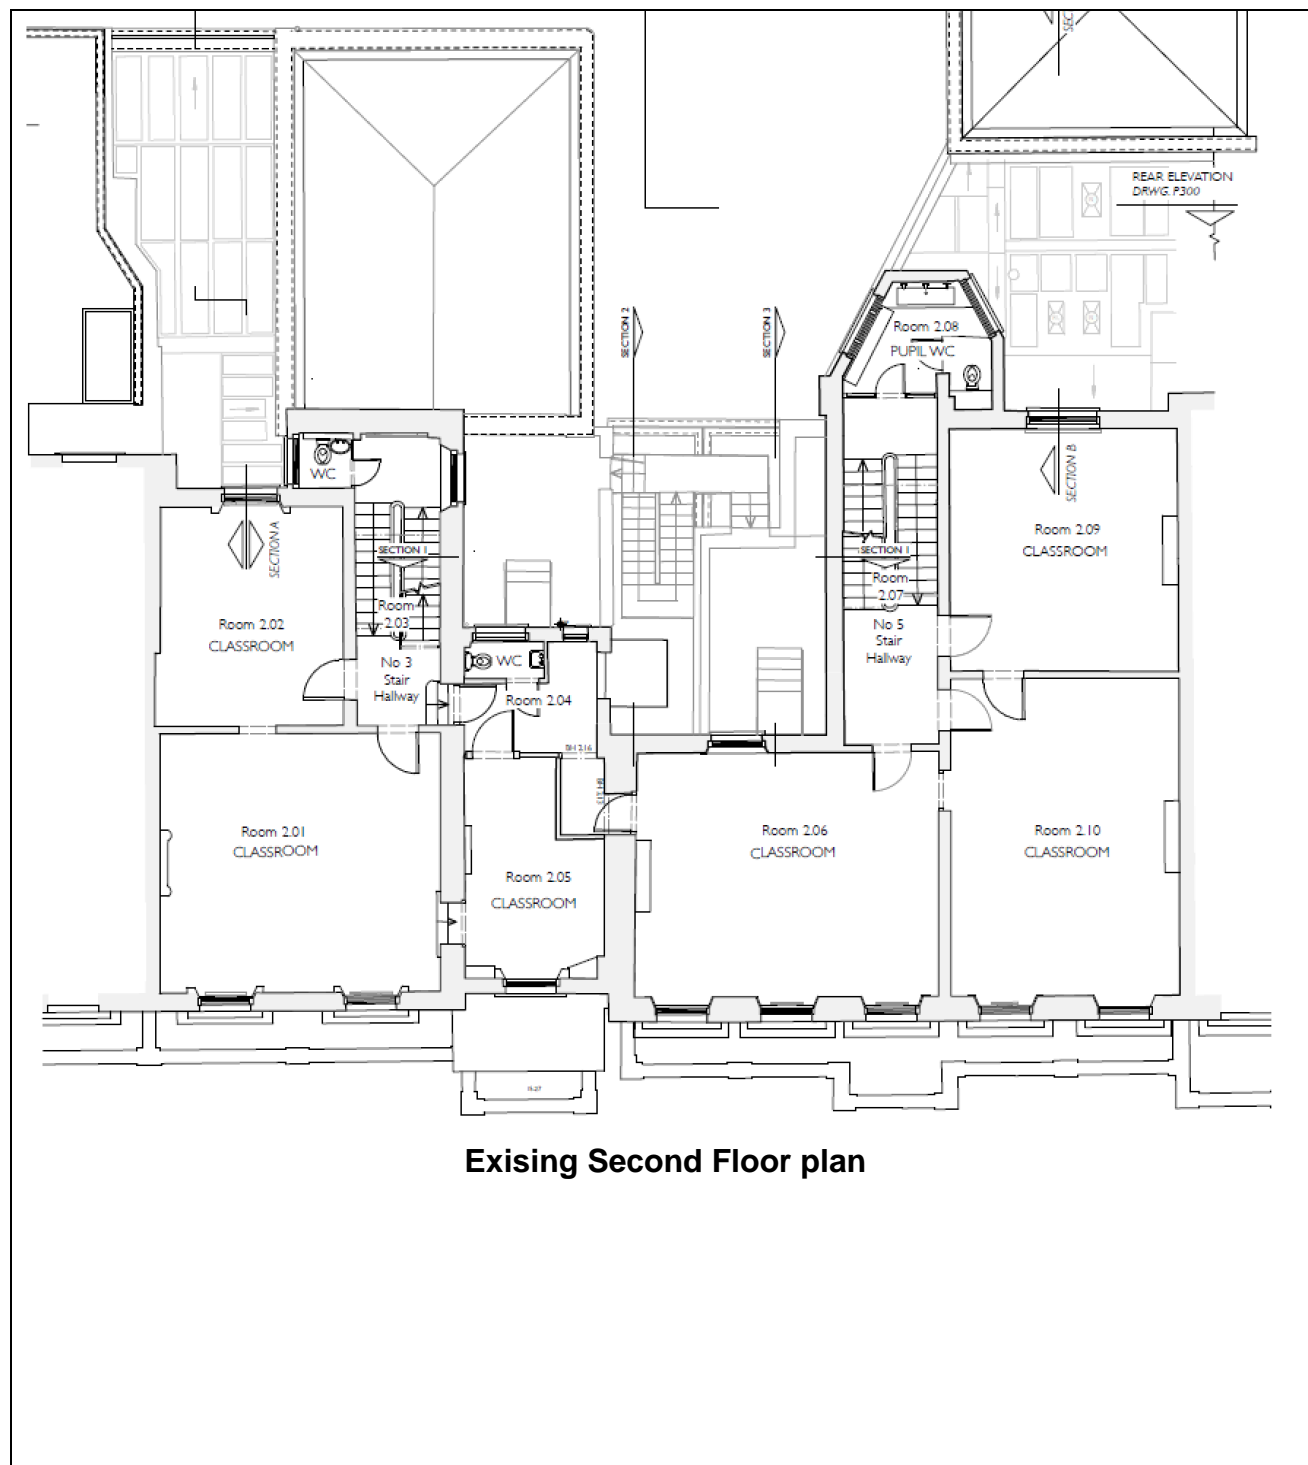 SEC
REAR ELEVATION
DRWG. P300
SECTION 2
SECTION 3
Room 2.08
PUPIL WC
WC
SECTION A
SECTION B
SECTION 1
SECTION 1
Room 2.09
CLASSROOM
Room
2.07
Room
2.03
Room 2.02
CLASSROOM
No 5
Stair
Hallway
No 3
Stair
Hallway
WC
Room 2.04
Room 2.01
CLASSROOM
Room 2.06
CLASSROOM
Room 2.10
CLASSROOM
Room 2.05
CLASSROOM
Exising Second Floor plan